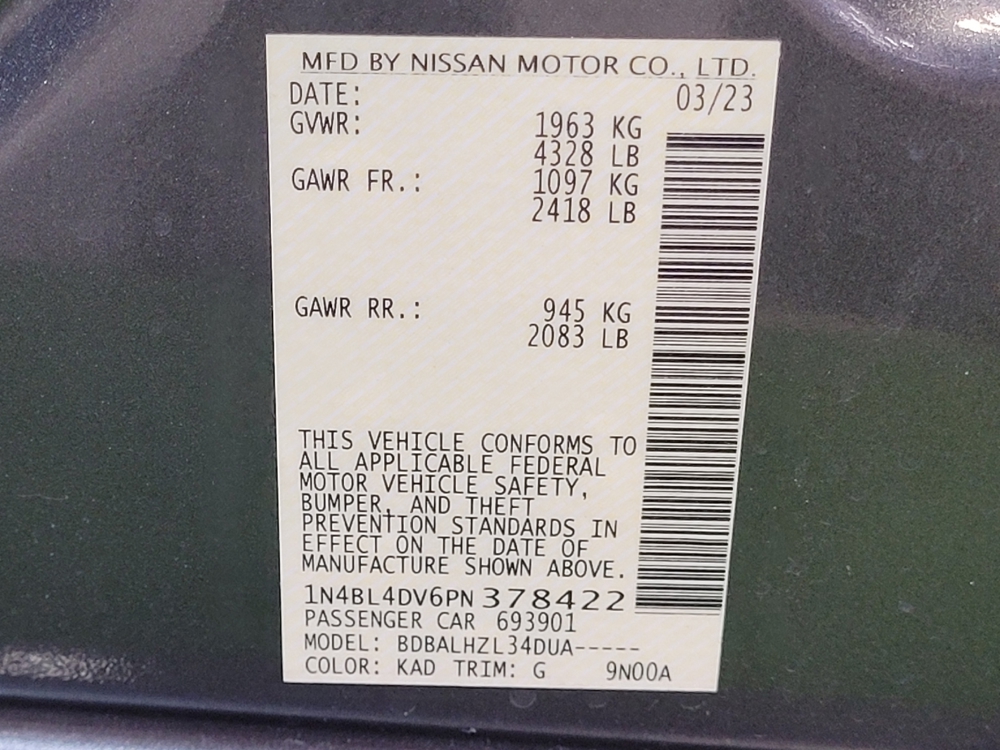 MFD BY NISSAN MOTOR CO., LTD.
DATE: 03/23
GVWR: 1963 KG
4328 LB
GAWR FR.: 1097 KG
2418 LB
GAWR RR.: 945 KG
2083 LB
THIS VEHICLE CONFORMS TO
ALL APPLICABLE FEDERAL
MOTOR VEHICLE SAFETY,
BUMPER, AND THEFT
PREVENTION STANDARDS IN
EFFECT ON THE DATE OF
MANUFACTURE SHOWN ABOVE.
1N4BL4DV6PN378422
PASSENGER CAR 693901
MODEL: BDBALHZL34DUA-----
COLOR: KAD TRIM: G 9N00A